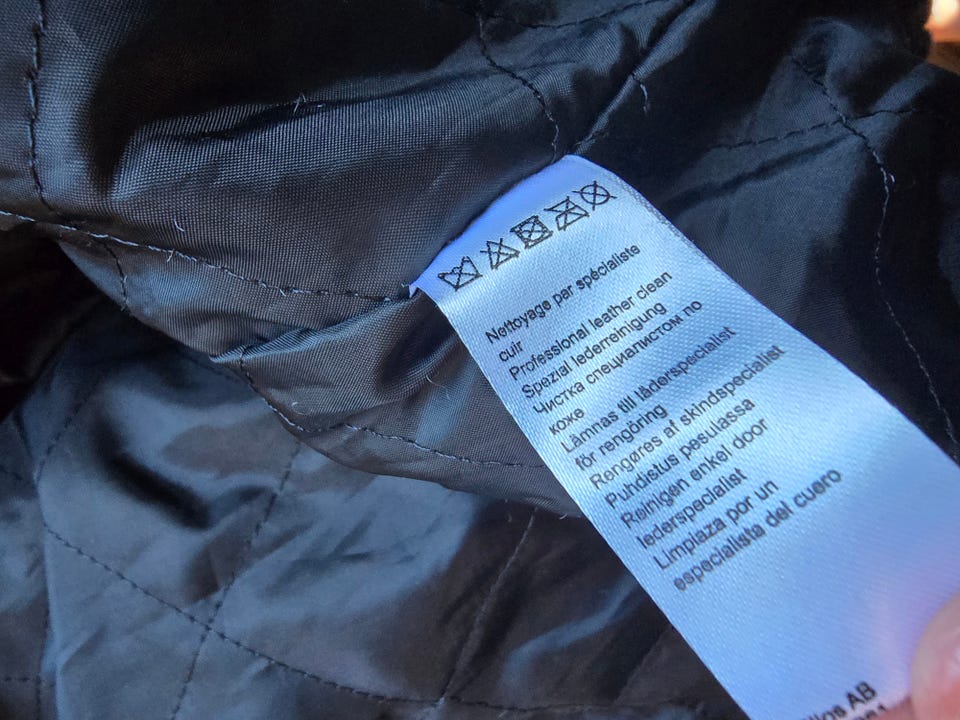 Nettoyage par spécialiste
cuir
Professional leather clean
Spezial lederreinigung
Чистка специалистом по
коже
Lämnas till läderspecialist
för rengöring
Rengøres af skindspecialist
Puhdistus pesulassa
Reinigen enkel door
lederspecialist
Limpiaza por un
especialista del cuero
AB